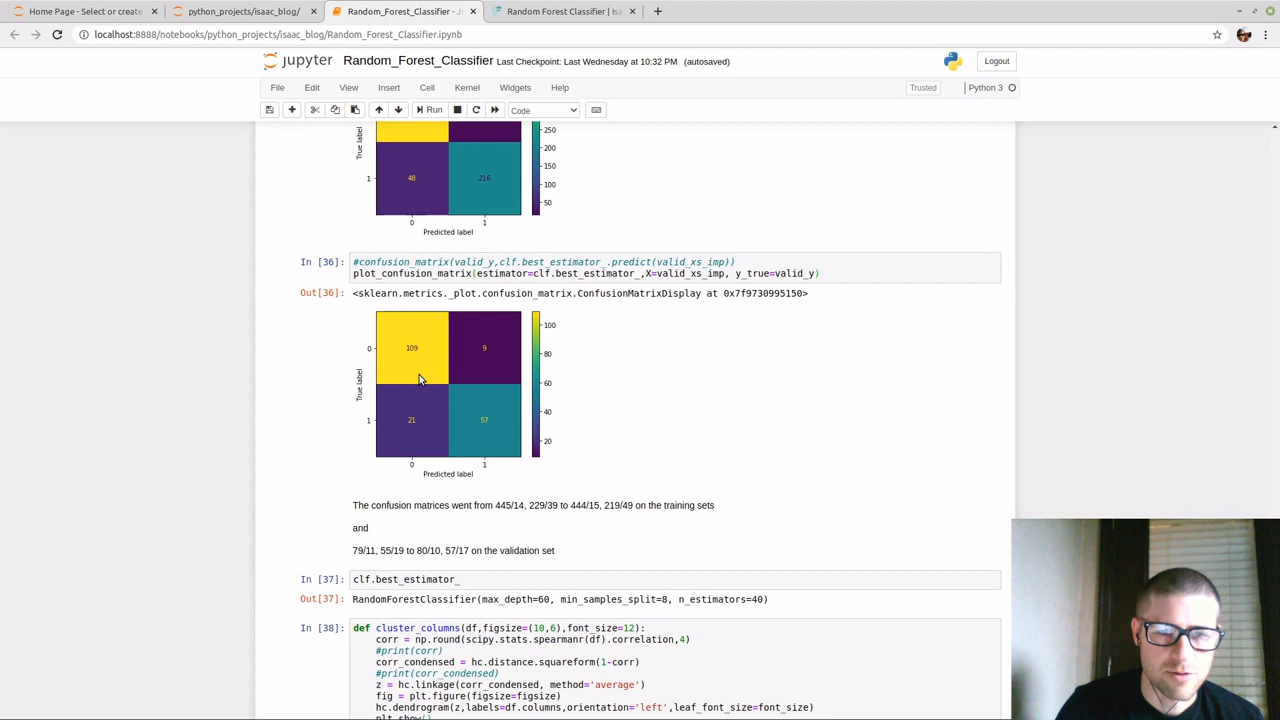 Home Page - Select or create
python_projects/isaac_blog/
Random_Forest_Classifier - J
Random Forest Classifier | Isa
localhost:8888/notebooks/python_projects/isaac_blog/Random_Forest_Classifier.ipynb
jupyter Random_Forest_Classifier Last Checkpoint: Last Wednesday at 10:32 PM (autosaved)
Logout
File Edit View Insert Cell Kernel Widgets Help
Trusted
Python 3
Run
Code
True label
250
200
150
100
50
1
48
216
0
1
Predicted label
In [36]:
#confusion_matrix(valid_y,clf.best_estimator_.predict(valid_xs_imp))
plot_confusion_matrix(estimator=clf.best_estimator_,X=valid_xs_imp, y_true=valid_y)
Out[36]:
<sklearn.metrics._plot.confusion_matrix.ConfusionMatrixDisplay at 0x7f9730995150>
True label
0
109
9
1
21
57
100
80
60
40
20
0
1
Predicted label
The confusion matrices went from 445/14, 229/39 to 444/15, 219/49 on the training sets
and
79/11, 55/19 to 80/10, 57/17 on the validation set
In [37]:
clf.best_estimator_
Out[37]:
RandomForestClassifier(max_depth=60, min_samples_split=8, n_estimators=40)
In [38]:
def cluster_columns(df,figsize=(10,6),font_size=12):
corr = np.round(scipy.stats.spearmanr(df).correlation,4)
#print(corr)
corr_condensed = hc.distance.squareform(1-corr)
#print(corr_condensed)
z = hc.linkage(corr_condensed, method='average')
fig = plt.figure(figsize=figsize)
hc.dendrogram(z,labels=df.columns,orientation='left',leaf_font_size=font_size)
plt.show()